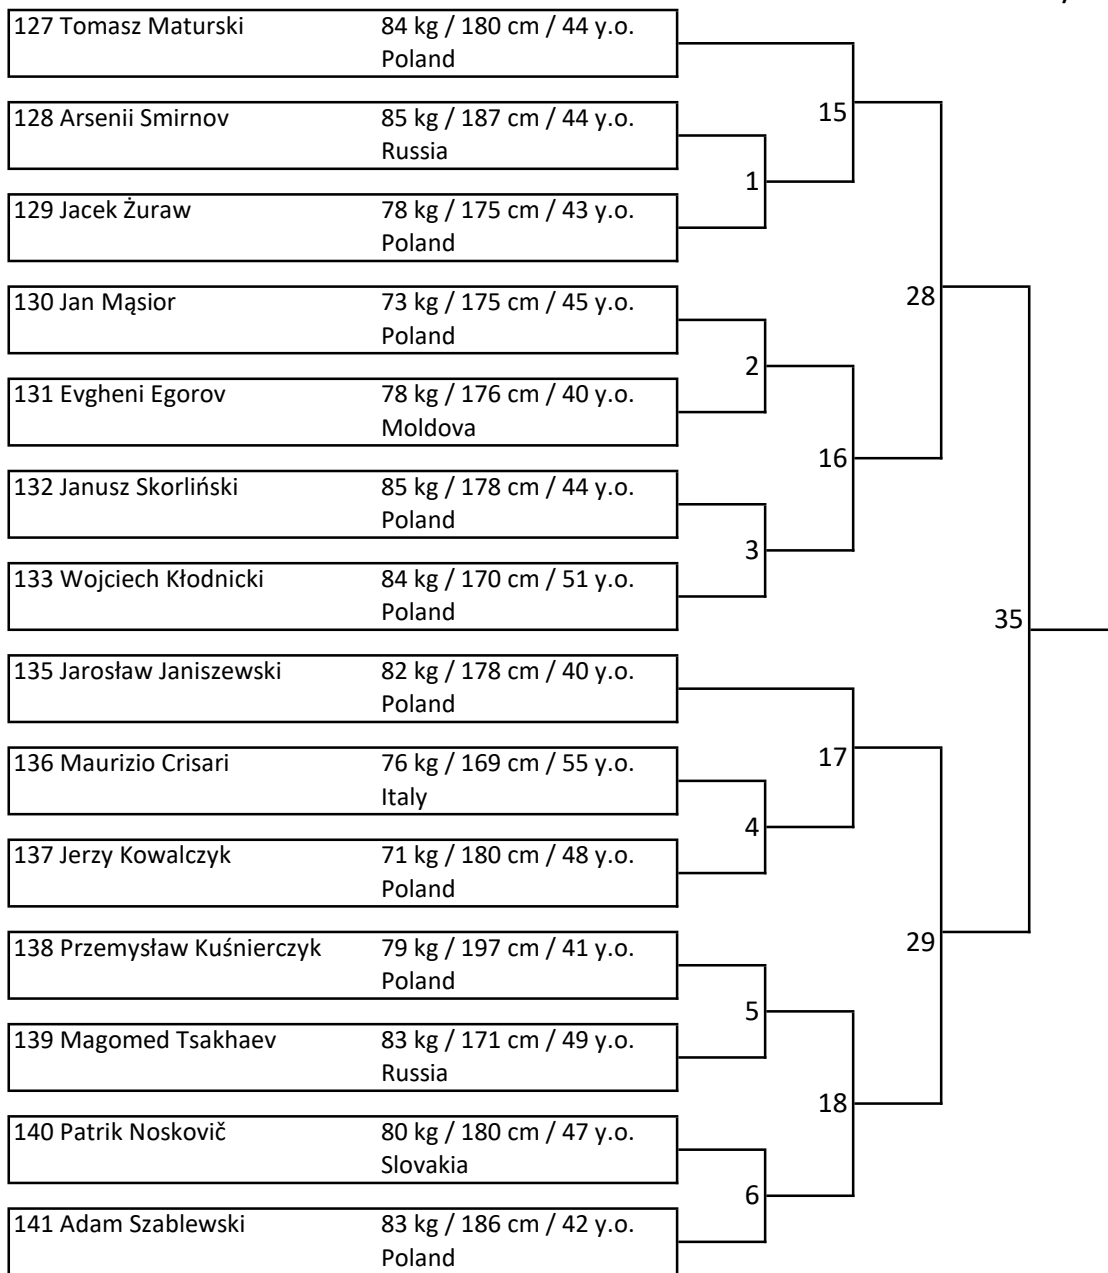 127 Tomasz Maturski 84 kg / 180 cm / 44 y.o.
Poland
15
128 Arsenii Smirnov 85 kg / 187 cm / 44 y.o.
Russia
1
129 Jacek Żuraw 78 kg / 175 cm / 43 y.o.
Poland
28
130 Jan Mąsior 73 kg / 175 cm / 45 y.o.
Poland
2
131 Evgheni Egorov 78 kg / 176 cm / 40 y.o.
Moldova
16
132 Janusz Skorliński 85 kg / 178 cm / 44 y.o.
Poland
3
133 Wojciech Kłodnicki 84 kg / 170 cm / 51 y.o.
Poland
35
135 Jarosław Janiszewski 82 kg / 178 cm / 40 y.o.
Poland
17
136 Maurizio Crisari 76 kg / 169 cm / 55 y.o.
Italy
4
137 Jerzy Kowalczyk 71 kg / 180 cm / 48 y.o.
Poland
29
138 Przemysław Kuśnierczyk 79 kg / 197 cm / 41 y.o.
Poland
5
139 Magomed Tsakhaev 83 kg / 171 cm / 49 y.o.
Russia
18
140 Patrik Noskovič 80 kg / 180 cm / 47 y.o.
Slovakia
6
141 Adam Szablewski 83 kg / 186 cm / 42 y.o.
Poland